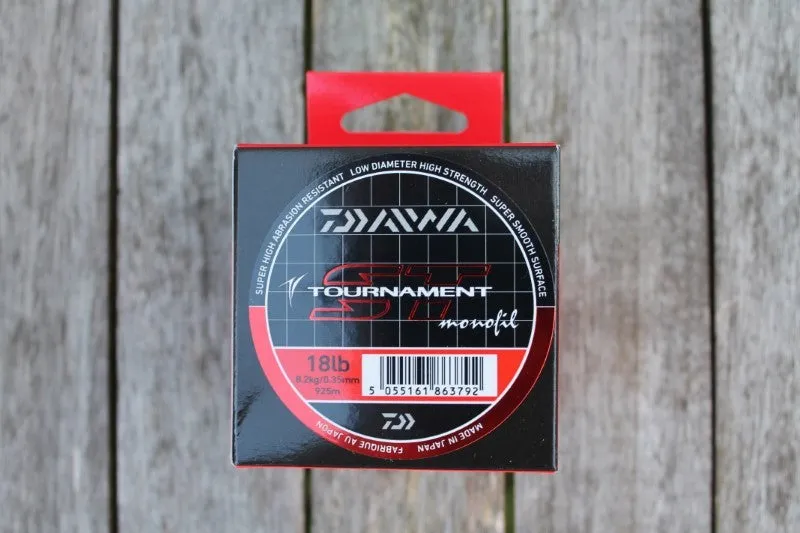 SUPER HIGH ABRASION RESISTANT LOW DIAMETER HIGH STRENGTH SUPER SMOOTH SURFACE
DAIWA
ST
TOURNAMENT
monofil
18lb
8.2kg/0.35mm
925m
5 055161 863792
MADE IN JAPAN
FABRIQUE AU JAPON